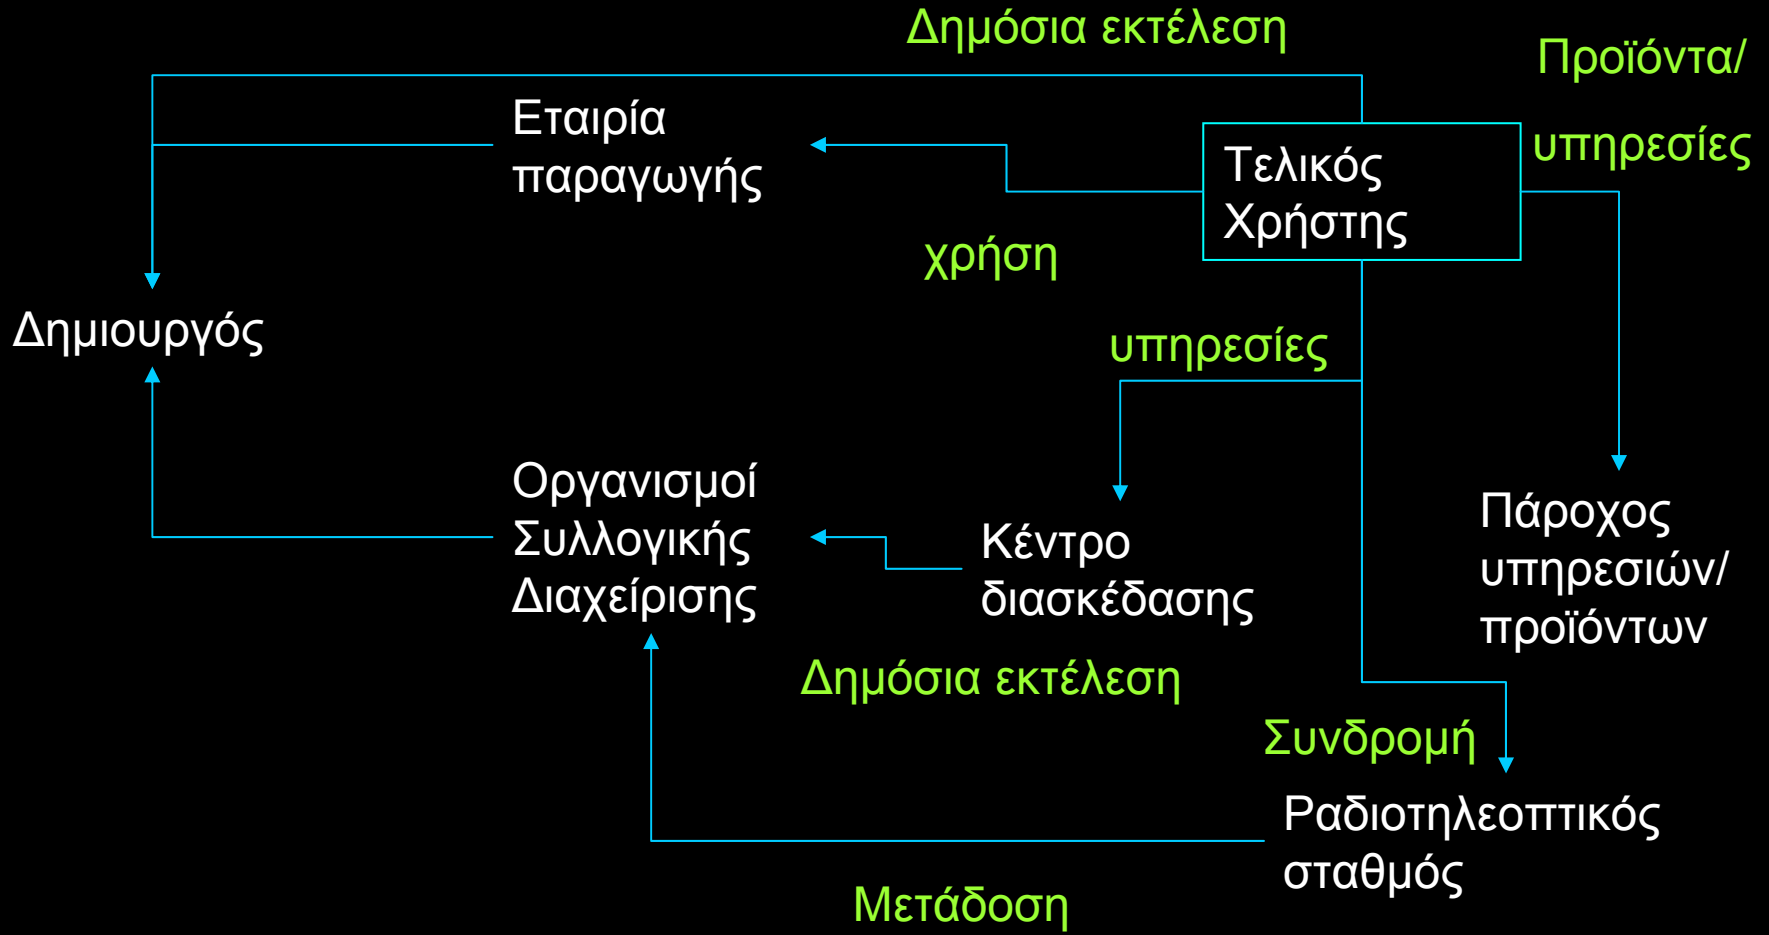 Δημόσια εκτέλεση
Προϊόντα/
υπηρεσίες
Εταιρία
παραγωγής
Τελικός
Χρήστης
χρήση
Δημιουργός
υπηρεσίες
Οργανισμοί
Συλλογικής
Διαχείρισης
Κέντρο
διασκέδασης
Πάροχος
υπηρεσιών/
προϊόντων
Δημόσια εκτέλεση
Συνδρομή
Ραδιοτηλεοπτικός
σταθμός
Μετάδοση